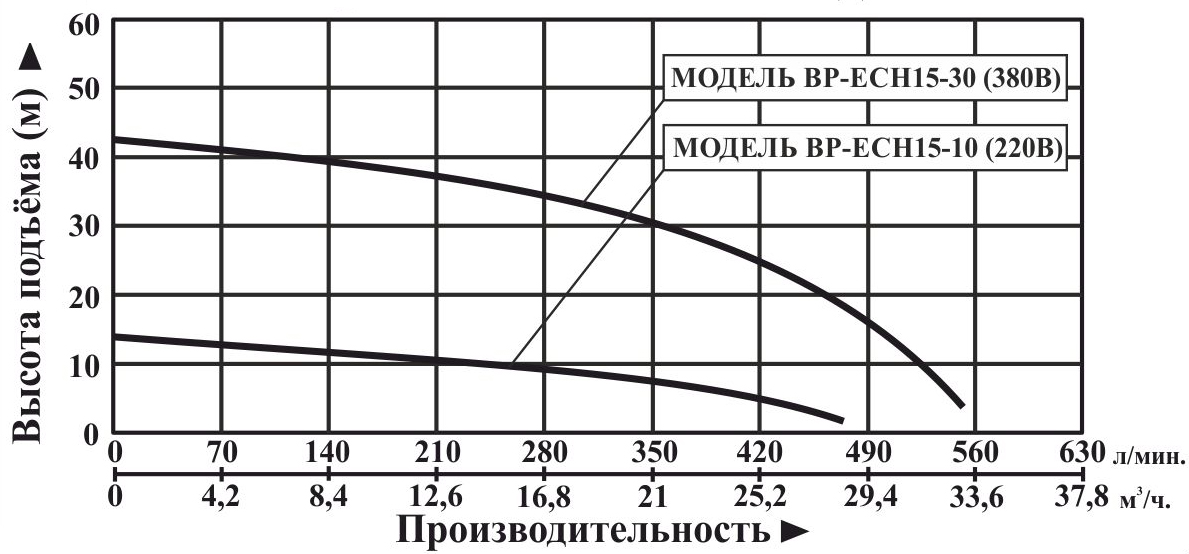 60
МОДЕЛЬ BP-ECH15-30 (380В)
50
МОДЕЛЬ BP-ECH15-10 (220В)
40
30
20
10
0
Высота подъёма (м) ►
0 70 140 210 280 350 420 490 560 630 л/мин.
0 4,2 8,4 12,6 16,8 21 25,2 29,4 33,6 37,8 м³/ч.
Производительность ►